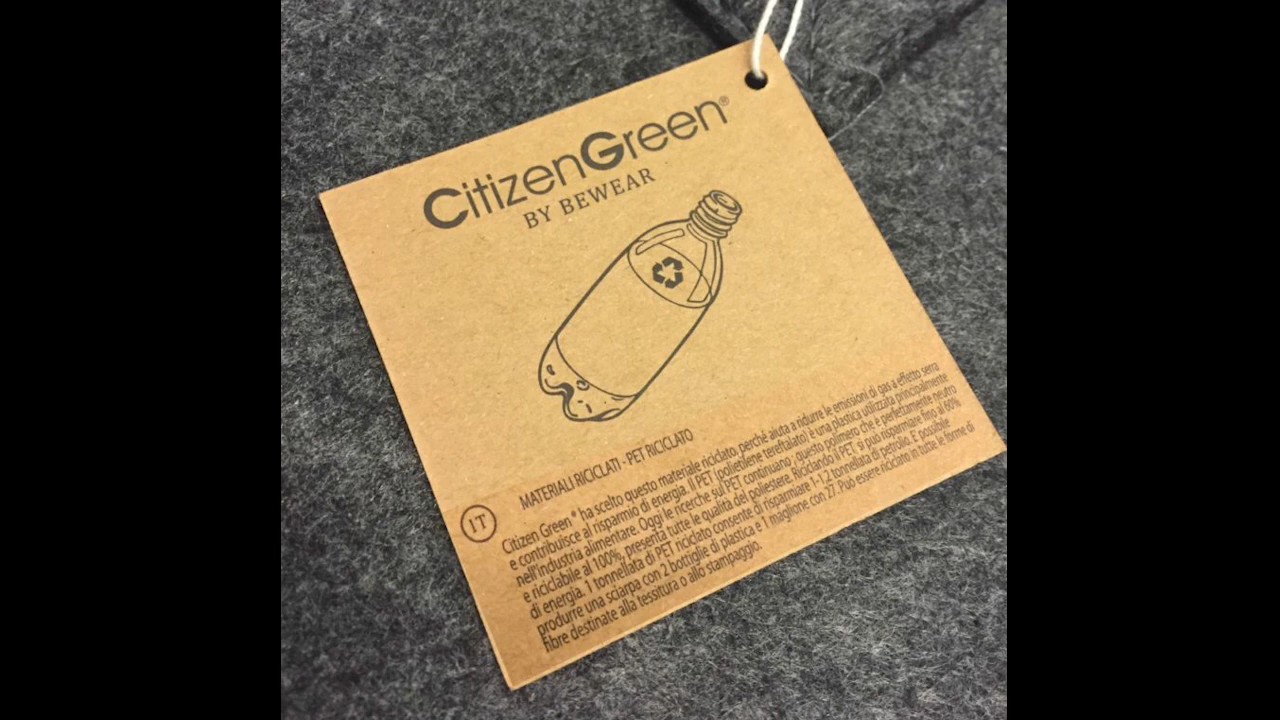 CitizenGreen®
BY BEWEAR
IT
MATERIALI RICICLATI - PET RICICLATO
Citizen Green® ha scelto questo materiale riciclato, perché aiuta a ridurre le emissioni di gas a effetto serra
e contribuisce al risparmio di energia. Il PET (polietilene tereftalato) è una plastica utilizzata principalmente
nell'industria alimentare. Oggi le ricerche sul PET continuano ; questo polimero che è perfettamente neutro
e riciclabile al 100%, presenta tutte le qualità del poliestere. Riciclando il PET, si può risparmiare fino al 60%
di energia. 1 tonnellata di PET riciclato consente di risparmiare 1-1,2 tonnellata di petrolio. E' possibile
produrre una sciarpa con 2 bottiglie di plastica e 1 maglione con 27. Può essere riciclato in tutte le forme di
fibre destinate alla tessitura o allo stampaggio.